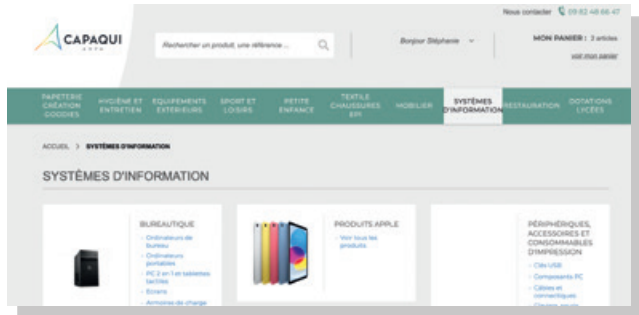 Nous contacter 09 82 48 66 47
CAPAQUI
Rechercher un produit, une référence ...
Bonjour Stéphanie
MON PANIER : 3 articles
voir mon panier
PAPETERIE CRÉATION GOODIES
HYGIÈNE ET ENTRETIEN
EQUIPEMENTS EXTÉRIEURS
SPORT ET LOISIRS
PETITE ENFANCE
TEXTILE CHAUSSURES EPI
MOBILIER
SYSTÈMES D'INFORMATION
RESTAURATION
DOTATIONS LYCÉES
ACCUEIL > SYSTÈMES D'INFORMATION
SYSTÈMES D'INFORMATION
BUREAUTIQUE
- Ordinateurs de bureau
- Ordinateurs portables
- PC 2 en 1 et tablettes tactiles
- Ecrans
- Armoires de charge
PRODUITS APPLE
- Voir tous les produits
PÉRIPHÉRIQUES, ACCESSOIRES ET CONSOMMABLES D'IMPRESSION
- Clés USB
- Composants PC
- Câbles et connectiques